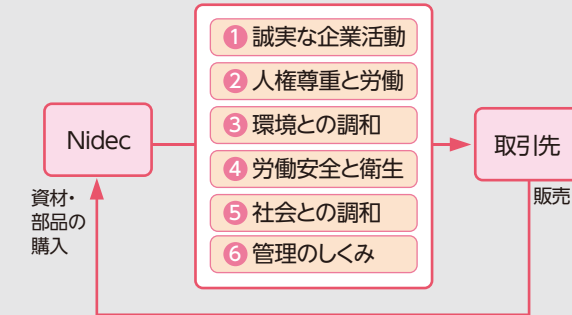 ❶ 誠実な企業活動
❷ 人権尊重と労働
❸ 環境との調和
❹ 労働安全と衛生
❺ 社会との調和
❻ 管理のしくみ
Nidec
取引先
資材・
部品の
購入
販売